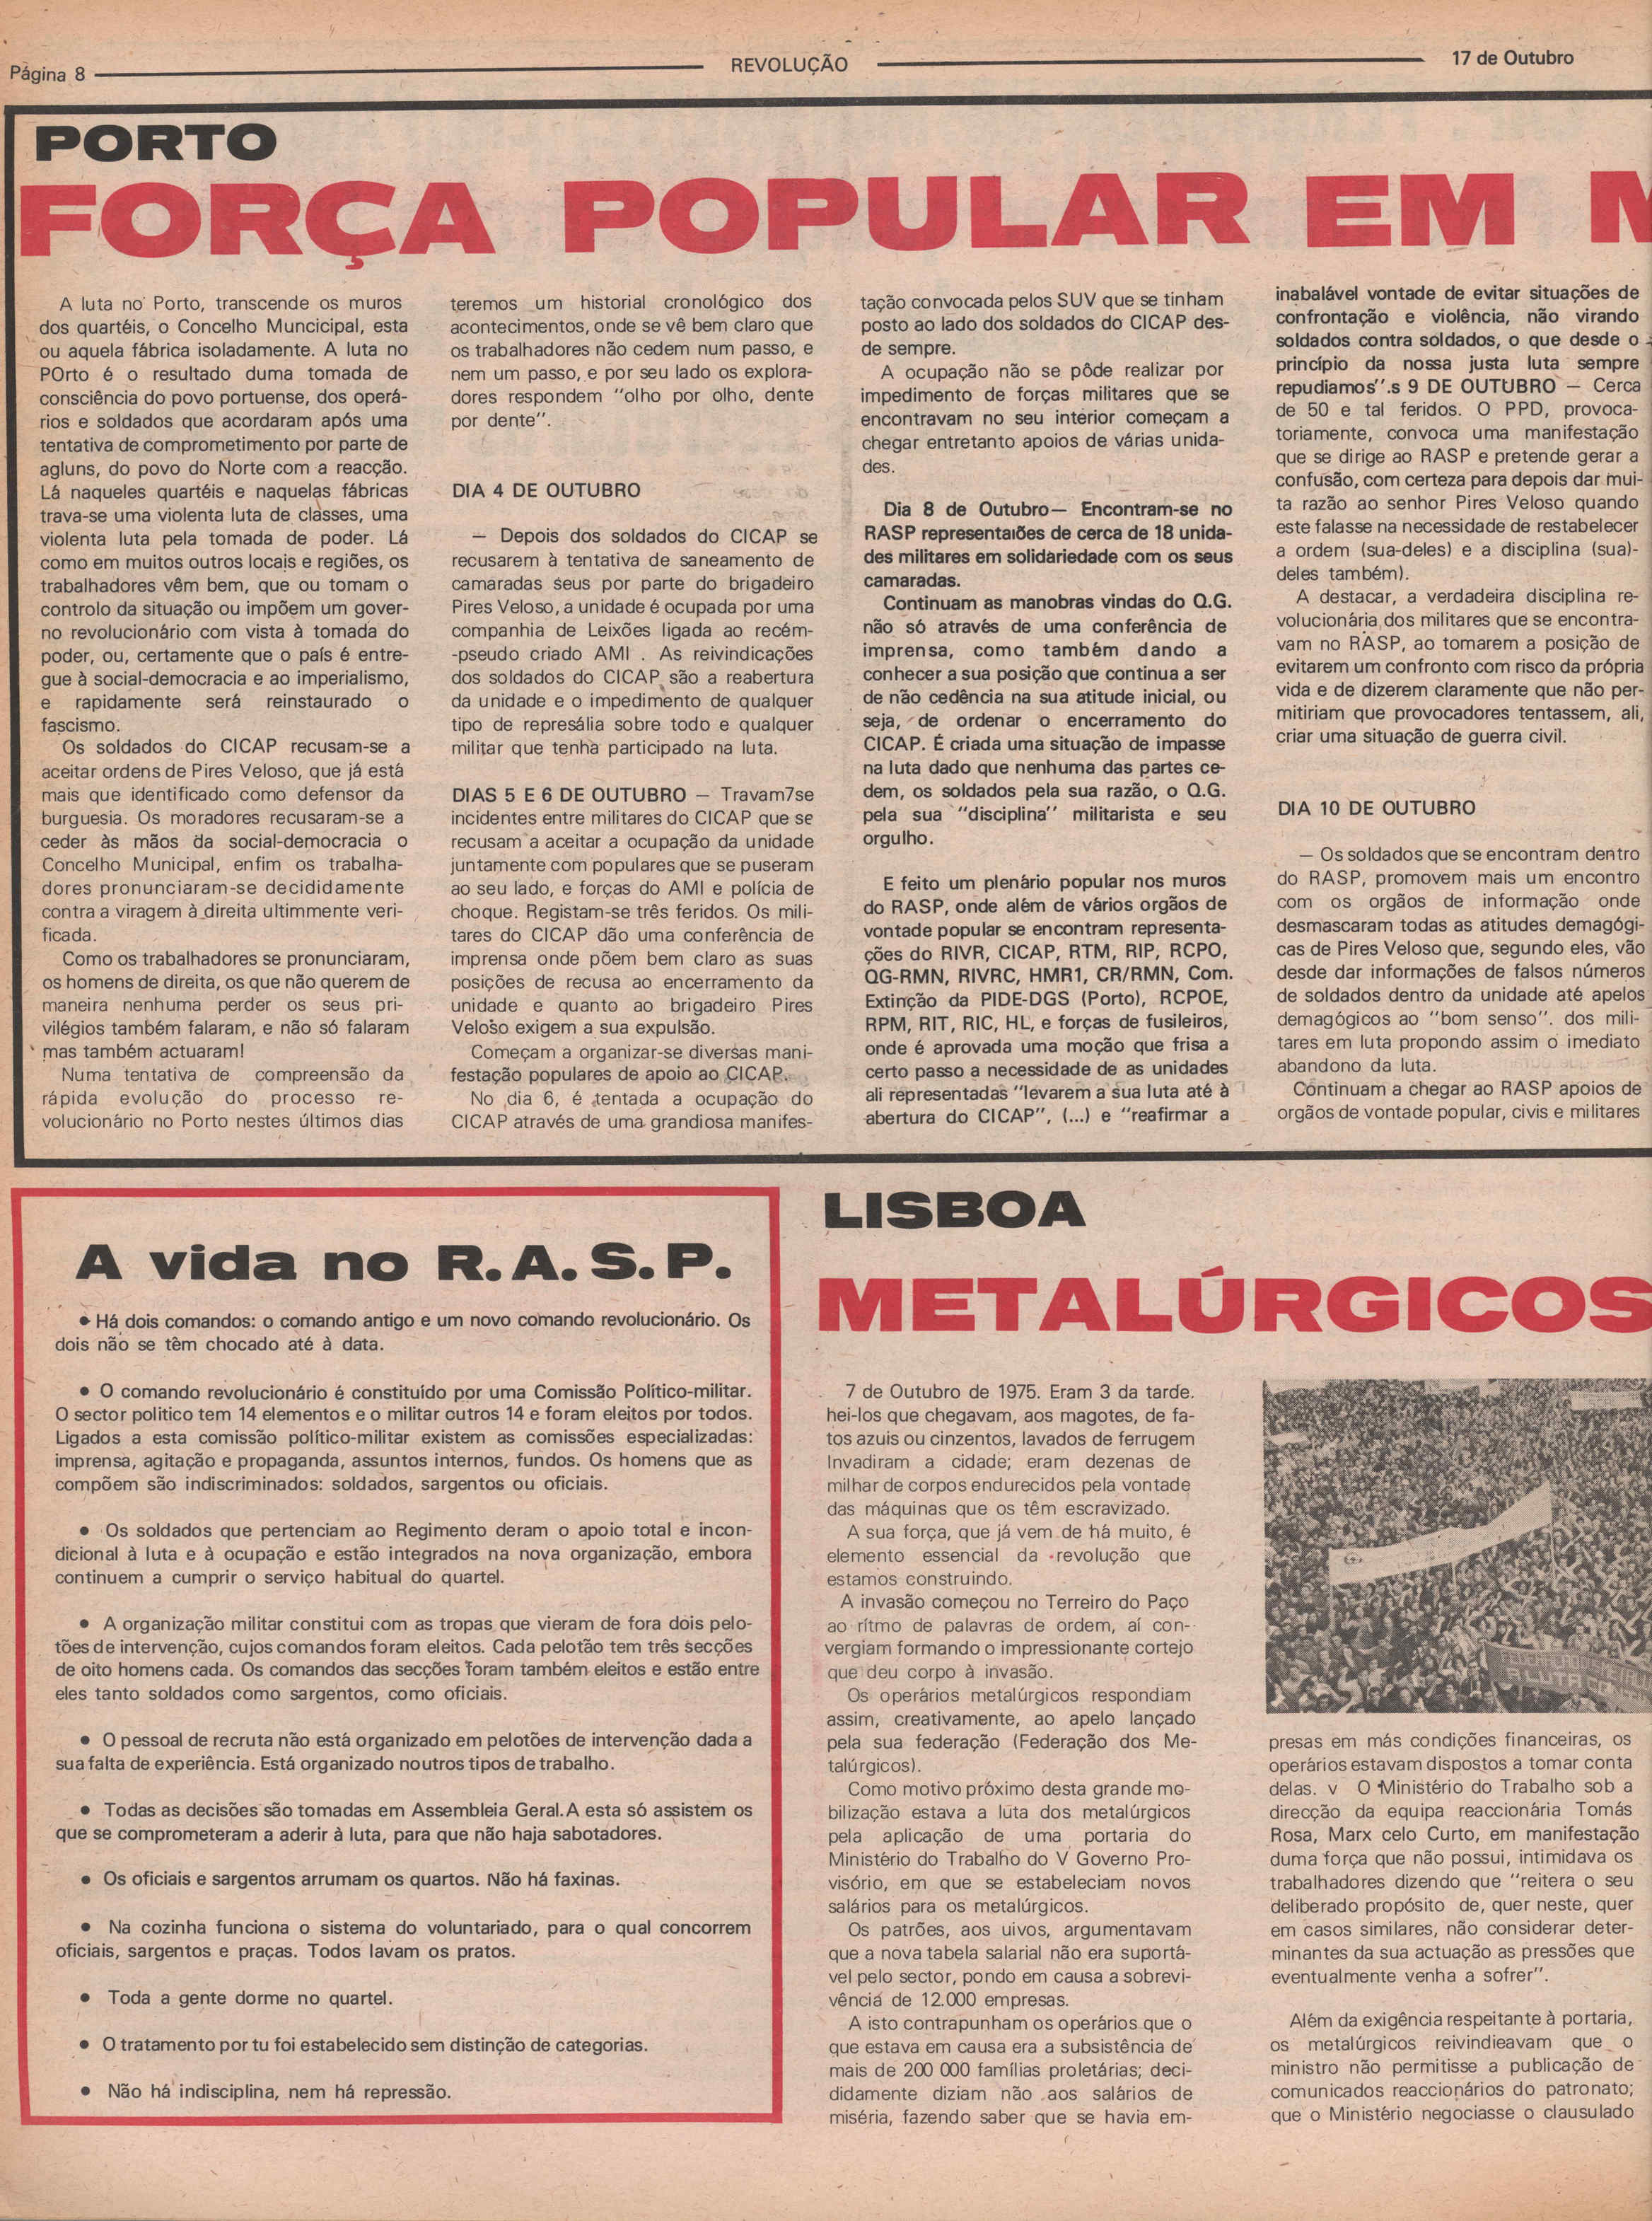 Página 8
REVOLUÇÃO
17 de Outubro
PORTO
FORÇA POPULAR EM M
A luta no Porto, transcende os muros
dos quartéis, o Concelho Muncicipal, esta
ou aquela fábrica isoladamente. A luta no
POrto é o resultado duma tomada de
consciência do povo portuense, dos operá-
rios e soldados que acordaram após uma
tentativa de comprometimento por parte de
agluns, do povo do Norte com a reacção.
Lá naqueles quartéis e naquelas fábricas
trava-se uma violenta luta de classes, uma
violenta luta pela tomada de poder. Lá
como em muitos outros locais e regiões, os
trabalhadores vêm bem, que ou tomam o
controlo da situação ou impõem um gover-
no revolucionário com vista à tomada do
poder, ou, certamente que o país é entre-
gue à social-democracia e ao imperialismo,
e rapidamente será reinstaurado o
fascismo.
Os soldados do CICAP recusam-se a
aceitar ordens de Pires Veloso, que já está
mais que identificado como defensor da
burguesia. Os moradores recusaram-se a
ceder às mãos da social-democracia o
Concelho Municipal, enfim os trabalha-
dores pronunciaram-se decididamente
contra a viragem à direita ultimmente veri-
ficada.
Como os trabalhadores se pronunciaram,
os homens de direita, os que não querem de
maneira nenhuma perder os seus pri-
vilégios também falaram, e não só falaram
mas também actuaram!
Numa tentativa de compreensão da
rápida evolução do processo re-
volucionário no Porto nestes últimos dias
teremos um historial cronológico dos
acontecimentos, onde se vê bem claro que
os trabalhadores não cedem num passo, e
nem um passo, e por seu lado os explora-
dores respondem "olho por olho, dente
por dente".
DIA 4 DE OUTUBRO
— Depois dos soldados do CICAP se
recusarem à tentativa de saneamento de
camaradas seus por parte do brigadeiro
Pires Veloso, a unidade é ocupada por uma
companhia de Leixões ligada ao recém-
-pseudo criado AMI . As reivindicações
dos soldados do CICAP são a reabertura
da unidade e o impedimento de qualquer
tipo de represália sobre todo e qualquer
militar que tenha participado na luta.
DIAS 5 E 6 DE OUTUBRO — Travam7se
incidentes entre militares do CICAP que se
recusam a aceitar a ocupação da unidade
juntamente com populares que se puseram
ao seu lado, e forças do AMI e polícia de
choque. Registam-se três feridos. Os mili-
tares do CICAP dão uma conferência de
imprensa onde põem bem claro as suas
posições de recusa ao encerramento da
unidade e quanto ao brigadeiro Pires
Veloso exigem a sua expulsão.
Começam a organizar-se diversas mani-
festação populares de apoio ao CICAP.
No dia 6, é tentada a ocupação do
CICAP através de uma grandiosa manifes-
tação convocada pelos SUV que se tinham
posto ao lado dos soldados do CICAP des-
de sempre.
A ocupação não se pôde realizar por
impedimento de forças militares que se
encontravam no seu interior começam a
chegar entretanto apoios de várias unida-
des.
Dia 8 de Outubro— Encontram-se no
RASP representaiões de cerca de 18 unida-
des militares em solidariedade com os seus
camaradas.
Continuam as manobras vindas do Q.G.
não só através de uma conferência de
imprensa, como também dando a
conhecer a sua posição que continua a ser
de não cedência na sua atitude inicial, ou
seja, de ordenar o encerramento do
CICAP. É criada uma situação de impasse
na luta dado que nenhuma das partes ce-
dem, os soldados pela sua razão, o Q.G.
pela sua "disciplina" militarista e seu
orgulho.
E feito um plenário popular nos muros
do RASP, onde além de vários orgãos de
vontade popular se encontram representa-
ções do RIVR, CICAP, RTM, RIP, RCPO,
QG-RMN, RIVRC, HMR1, CR/RMN, Com.
Extinção da PIDE-DGS (Porto), RCPOE,
RPM, RIT, RIC, HL, e forças de fusileiros,
onde é aprovada uma moção que frisa a
certo passo a necessidade de as unidades
ali representadas "levarem a sua luta até à
abertura do CICAP", (...) e "reafirmar a
inabalável vontade de evitar situações de
confrontação e violência, não virando
soldados contra soldados, o que desde o
princípio da nossa justa luta sempre
repudiamos".s 9 DE OUTUBRO — Cerca
de 50 e tal feridos. O PPD, provoca-
toriamente, convoca uma manifestação
que se dirige ao RASP e pretende gerar a
confusão, com certeza para depois dar mui-
ta razão ao senhor Pires Veloso quando
este falasse na necessidade de restabelecer
a ordem (sua-deles) e a disciplina (sua)-
deles também).
A destacar, a verdadeira disciplina re-
volucionária dos militares que se encontra-
vam no RASP, ao tomarem a posição de
evitarem um confronto com risco da própria
vida e de dizerem claramente que não per-
mitiriam que provocadores tentassem, ali,
criar uma situação de guerra civil.
DIA 10 DE OUTUBRO
— Os soldados que se encontram dentro
do RASP, promovem mais um encontro
com os orgãos de informação onde
desmascaram todas as atitudes demagógi-
cas de Pires Veloso que, segundo eles, vão
desde dar informações de falsos números
de soldados dentro da unidade até apelos
demagógicos ao "bom senso". dos mili-
tares em luta propondo assim o imediato
abandono da luta.
Continuam a chegar ao RASP apoios de
orgãos de vontade popular, civis e militares
A vida no R.A.S.P.
● Há dois comandos: o comando antigo e um novo comando revolucionário. Os
dois não se têm chocado até à data.
● O comando revolucionário é constituído por uma Comissão Político-militar.
O sector politico tem 14 elementos e o militar outros 14 e foram eleitos por todos.
Ligados a esta comissão político-militar existem as comissões especializadas:
imprensa, agitação e propaganda, assuntos internos, fundos. Os homens que as
compõem são indiscriminados: soldados, sargentos ou oficiais.
● Os soldados que pertenciam ao Regimento deram o apoio total e incon-
dicional à luta e à ocupação e estão integrados na nova organização, embora
continuem a cumprir o serviço habitual do quartel.
● A organização militar constitui com as tropas que vieram de fora dois pelo-
tões de intervenção, cujos comandos foram eleitos. Cada pelotão tem três secções
de oito homens cada. Os comandos das secções foram também eleitos e estão entre
eles tanto soldados como sargentos, como oficiais.
● O pessoal de recruta não está organizado em pelotões de intervenção dada a
sua falta de experiência. Está organizado noutros tipos de trabalho.
● Todas as decisões são tomadas em Assembleia Geral. A esta só assistem os
que se comprometeram a aderir à luta, para que não haja sabotadores.
● Os oficiais e sargentos arrumam os quartos. Não há faxinas.
● Na cozinha funciona o sistema do voluntariado, para o qual concorrem
oficiais, sargentos e praças. Todos lavam os pratos.
● Toda a gente dorme no quartel.
● O tratamento por tu foi estabelecido sem distinção de categorias.
● Não há indisciplina, nem há repressão.
LISBOA
METALÚRGICOS
7 de Outubro de 1975. Eram 3 da tarde.
hei-los que chegavam, aos magotes, de fa-
tos azuis ou cinzentos, lavados de ferrugem
Invadiram a cidade; eram dezenas de
milhar de corpos endurecidos pela vontade
das máquinas que os têm escravizado.
A sua força, que já vem de há muito, é
elemento essencial da revolução que
estamos construindo.
A invasão começou no Terreiro do Paço
ao rítmo de palavras de ordem, aí con-
vergiam formando o impressionante cortejo
que deu corpo à invasão.
Os operários metalúrgicos respondiam
assim, creativamente, ao apelo lançado
pela sua federação (Federação dos Me-
talúrgicos).
Como motivo próximo desta grande mo-
bilização estava a luta dos metalúrgicos
pela aplicação de uma portaria do
Ministério do Trabalho do V Governo Pro-
visório, em que se estabeleciam novos
salários para os metalúrgicos.
Os patrões, aos uivos, argumentavam
que a nova tabela salarial não era suportá-
vel pelo sector, pondo em causa a sobrevi-
vência de 12.000 empresas.
A isto contrapunham os operários que o
que estava em causa era a subsistência de
mais de 200 000 famílias proletárias; deci-
didamente diziam não aos salários de
miséria, fazendo saber que se havia em-
A LUTA CO
presas em más condições financeiras, os
operários estavam dispostos a tomar conta
delas. v O Ministério do Trabalho sob a
direcção da equipa reaccionária Tomás
Rosa, Marx celo Curto, em manifestação
duma força que não possui, intimidava os
trabalhadores dizendo que "reitera o seu
deliberado propósito de, quer neste, quer
em casos similares, não considerar deter-
minantes da sua actuação as pressões que
eventualmente venha a sofrer".
Além da exigência respeitante à portaria,
os metalúrgicos reivindieavam que o
ministro não permitisse a publicação de
comunicados reaccionários do patronato;
que o Ministério negociasse o clausulado